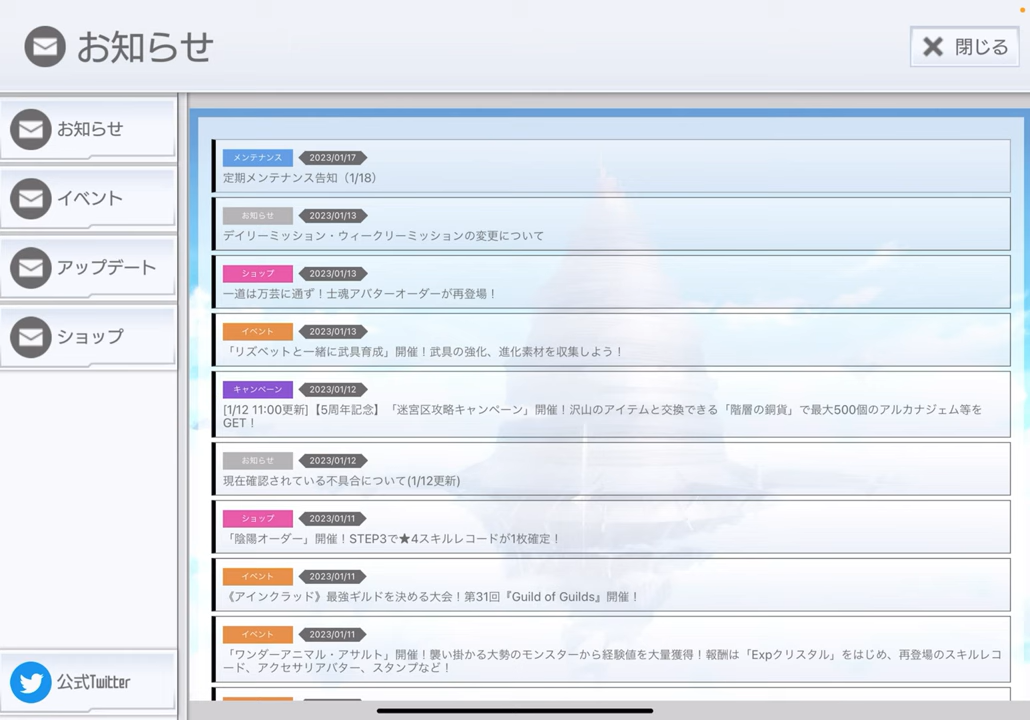 お知らせ
閉じる
お知らせ
イベント
アップデート
ショップ
公式Twitter
メンテナンス 2023/01/17
定期メンテナンス告知（1/18）
お知らせ 2023/01/13
デイリーミッション・ウィークリーミッションの変更について
ショップ 2023/01/13
一道は万芸に通ず！士魂アバターオーダーが再登場！
イベント 2023/01/13
「リズベットと一緒に武具育成」開催！武具の強化、進化素材を収集しよう！
キャンペーン 2023/01/12
[1/12 11:00更新]【5周年記念】「迷宮区攻略キャンペーン」開催！沢山のアイテムと交換できる「階層の銅貨」で最大500個のアルカナジェム等を
GET！
お知らせ 2023/01/12
現在確認されている不具合について(1/12更新)
ショップ 2023/01/11
「陰陽オーダー」開催！STEP3で★4スキルレコードが1枚確定！
イベント 2023/01/11
《アインクラッド》最強ギルドを決める大会！第31回『Guild of Guilds』開催！
イベント 2023/01/11
「ワンダーアニマル・アサルト」開催！襲い掛かる大勢のモンスターから経験値を大量獲得！報酬は「Expクリスタル」をはじめ、再登場のスキルレコ
ード、アクセサリアバター、スタンプなど！